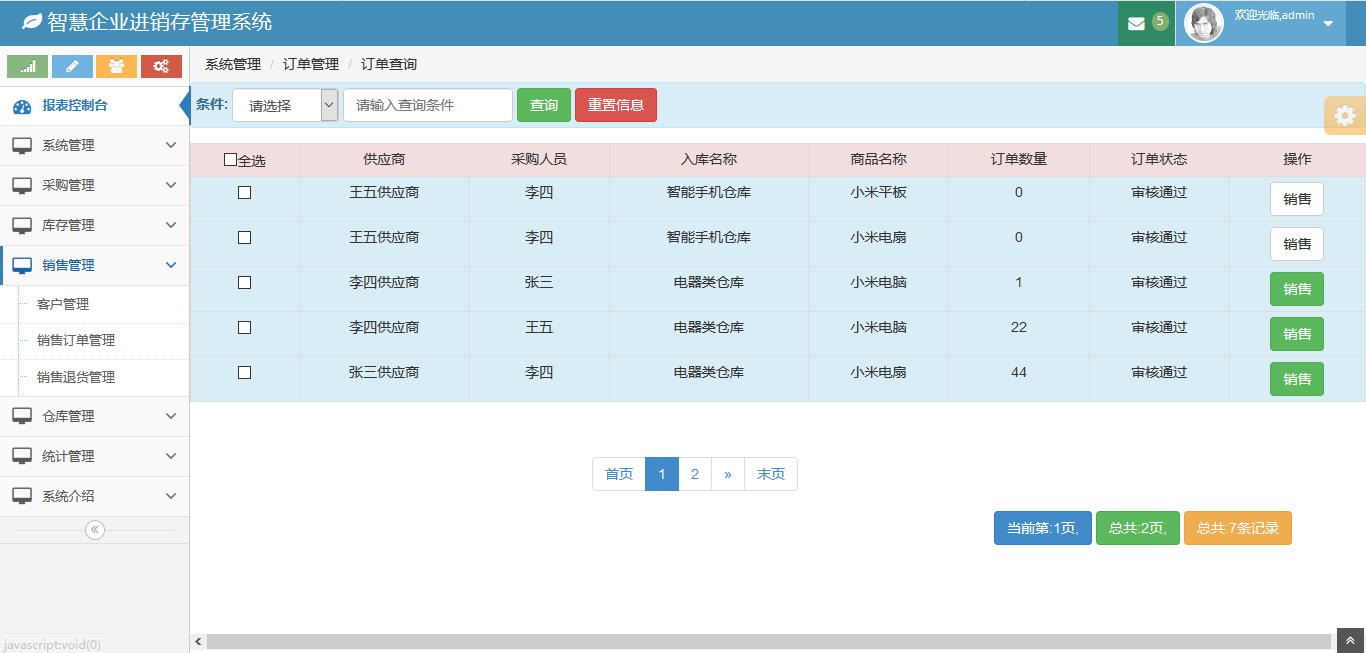 智慧企业进销存管理系统
5
欢迎光临,admin
系统管理 / 订单管理 / 订单查询
报表控制台
系统管理
采购管理
库存管理
销售管理
客户管理
销售订单管理
销售退货管理
仓库管理
统计管理
系统介绍
条件: 请选择 请输入查询条件 查询 重置信息
全选 供应商 采购人员 入库名称 商品名称 订单数量 订单状态 操作
王五供应商 李四 智能手机仓库 小米平板 0 审核通过 销售
王五供应商 李四 智能手机仓库 小米电扇 0 审核通过 销售
李四供应商 张三 电器类仓库 小米电脑 1 审核通过 销售
李四供应商 王五 电器类仓库 小米电脑 22 审核通过 销售
张三供应商 李四 电器类仓库 小米电扇 44 审核通过 销售
首页 1 2 » 末页
当前第:1页, 总共:2页, 总共:7条记录
javascript:void(0)